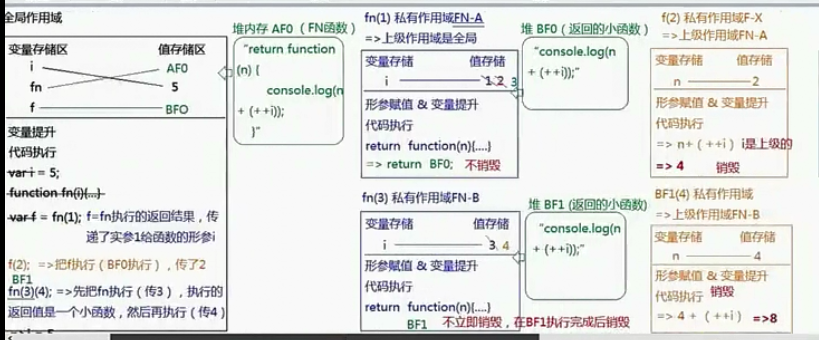 全局作用域
变量存储区 值存储区
i AF0
fn 5
f BFO
变量提升
代码执行
var i = 5;
function fn(i){...}
var f = fn(1); f=fn执行的返回结果，传
递了实参1给函数的形参i
f(2); =>把f执行（BF0执行），传了2
BF1
fn(3)(4); =>先把fn执行（传3），执行的
返回值是一个小函数，然后再执行（传4）
堆内存 AF0（FN函数）
"return function
(n) {
console.log(n
+ (++i));
}"
fn(1) 私有作用域FN-A
=>上级作用域是全局
变量存储 值存储
i 1 2 3
形参赋值 & 变量提升
代码执行
return function(n){....}
=> return BF0; 不销毁
堆 BF0（返回的小函数）
"console.log(n
+ (++i));"
f(2) 私有作用域F-X
=>上级作用域FN-A
变量存储 值存储
n 2
形参赋值 & 变量提升
代码执行
=> n+（++i）i是上级的
=> 4 销毁
fn(3) 私有作用域FN-B
变量存储 值存储
i 3 4
形参赋值 & 变量提升
代码执行
return function(n){....}
BF1 不立即销毁，在BF1执行完成后销毁
堆 BF1 (返回的小函数)
"console.log(n
+ (++i));"
BF1(4) 私有作用域
=>上级作用域FN-B
变量存储 值存储
n 4
形参赋值 & 变量提升
代码执行 销毁
=> 4 +（++i）=>8